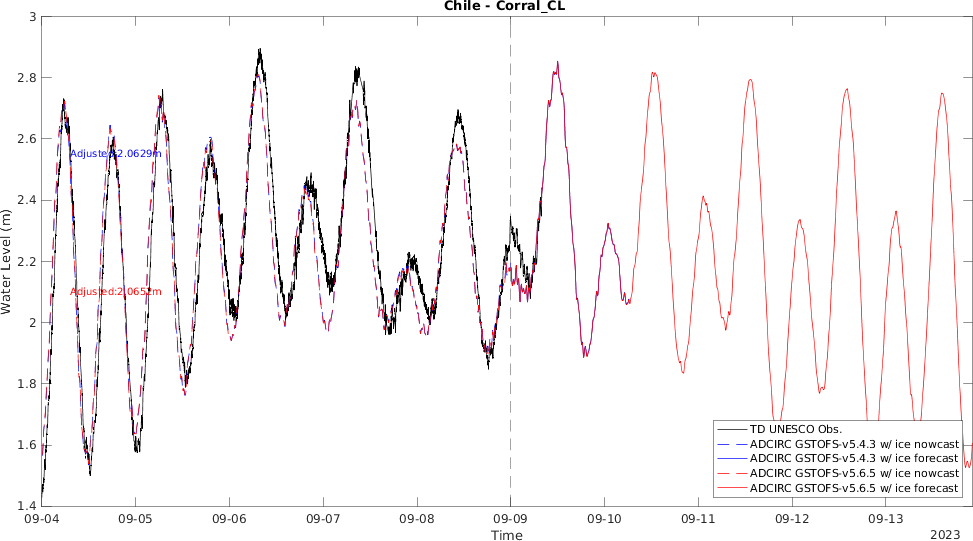 Chile - Corral_CL
3
2.8
2.6
2.4
2.2
2
1.8
1.6
1.4
Water Level (m)
Adjusted:2.0629m
Adjusted:2.0652m
TD UNESCO Obs.
ADCIRC GSTOFS-v5.4.3 w/ ice nowcast
ADCIRC GSTOFS-v5.4.3 w/ ice forecast
ADCIRC GSTOFS-v5.6.5 w/ ice nowcast
ADCIRC GSTOFS-v5.6.5 w/ ice forecast
09-04 09-05 09-06 09-07 09-08 09-09 09-10 09-11 09-12 09-13
Time
2023